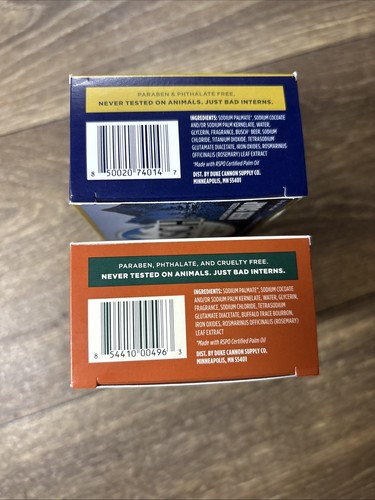 PARABEN & PHTHALATE FREE.
NEVER TESTED ON ANIMALS. JUST BAD INTERNS.
INGREDIENTS: SODIUM PALMATE*, SODIUM COCOATE
AND/OR SODIUM PALM KERNELATE, WATER,
GLYCERIN, FRAGRANCE, BUSCH® BEER, SODIUM
CHLORIDE, TITANIUM DIOXIDE, TETRASODIUM
GLUTAMATE DIACETATE, IRON OXIDES, ROSMARINUS
OFFICINALIS (ROSEMARY) LEAF EXTRACT
*Made with RSPO Certified Palm Oil
DIST. BY DUKE CANNON SUPPLY CO.
MINNEAPOLIS, MN 55401
8 50020 74014 7
PARABEN, PHTHALATE, AND CRUELTY FREE.
NEVER TESTED ON ANIMALS. JUST BAD INTERNS.
INGREDIENTS: SODIUM PALMATE*, SODIUM COCOATE
AND/OR SODIUM PALM KERNELATE, WATER, GLYCERIN,
FRAGRANCE, SODIUM CHLORIDE, TETRASODIUM
GLUTAMATE DIACETATE, BUFFALO TRACE BOURBON,
IRON OXIDES, ROSMARINUS OFFICINALIS (ROSEMARY)
LEAF EXTRACT
*Made with RSPO Certified Palm Oil
DIST. BY DUKE CANNON SUPPLY CO.
MINNEAPOLIS, MN 55401
8 54410 00496 3